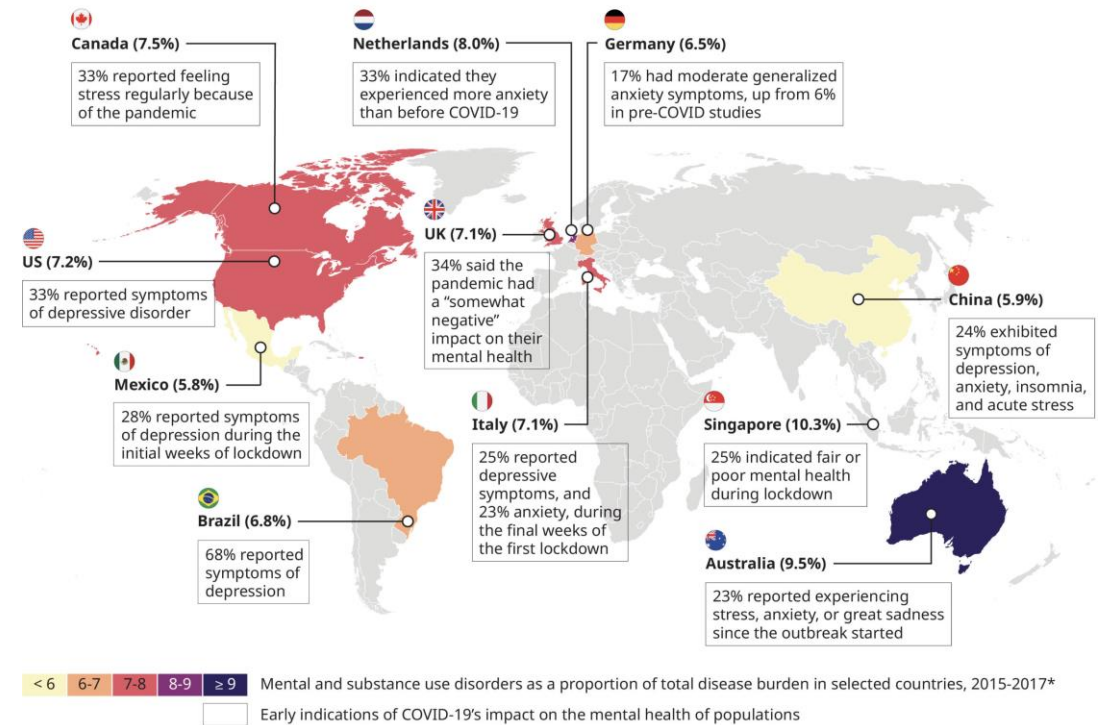 Canada (7.5%)
33% reported feeling
stress regularly because
of the pandemic
Netherlands (8.0%)
33% indicated they
experienced more anxiety
than before COVID-19
Germany (6.5%)
17% had moderate generalized
anxiety symptoms, up from 6%
in pre-COVID studies
US (7.2%)
33% reported symptoms
of depressive disorder
UK (7.1%)
34% said the
pandemic had
a “somewhat
negative”
impact on their
mental health
China (5.9%)
24% exhibited
symptoms of
depression,
anxiety, insomnia,
and acute stress
Mexico (5.8%)
28% reported symptoms
of depression during the
initial weeks of lockdown
Italy (7.1%)
25% reported
depressive
symptoms, and
23% anxiety, during
the final weeks of
the first lockdown
Singapore (10.3%)
25% indicated fair or
poor mental health
during lockdown
Brazil (6.8%)
68% reported
symptoms of
depression
Australia (9.5%)
23% reported experiencing
stress, anxiety, or great sadness
since the outbreak started
< 6 6-7 7-8 8-9 ≥ 9 Mental and substance use disorders as a proportion of total disease burden in selected countries, 2015-2017*
Early indications of COVID-19’s impact on the mental health of populations